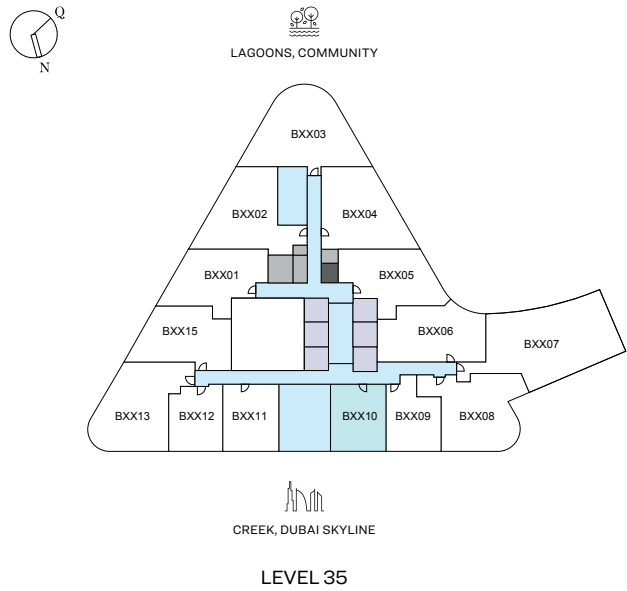 Q
N
LAGOONS, COMMUNITY
BXX03
BXX02
BXX04
BXX01
BXX05
BXX15
BXX06
BXX07
BXX13
BXX12
BXX11
BXX10
BXX09
BXX08
CREEK, DUBAI SKYLINE
LEVEL 35